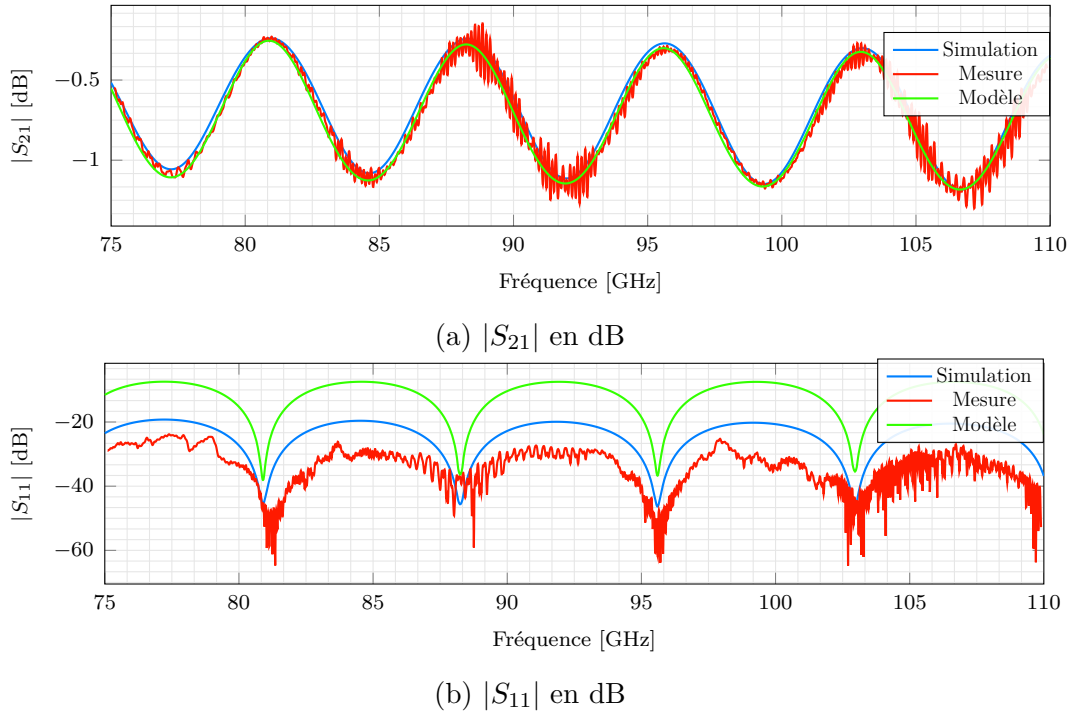 |S21| [dB]
−0.5
−1
Simulation
Mesure
Modèle
75 80 85 90 95 100 105 110
Fréquence [GHz]
(a) |S21| en dB
|S11| [dB]
−20
−40
−60
Simulation
Mesure
Modèle
75 80 85 90 95 100 105 110
Fréquence [GHz]
(b) |S11| en dB